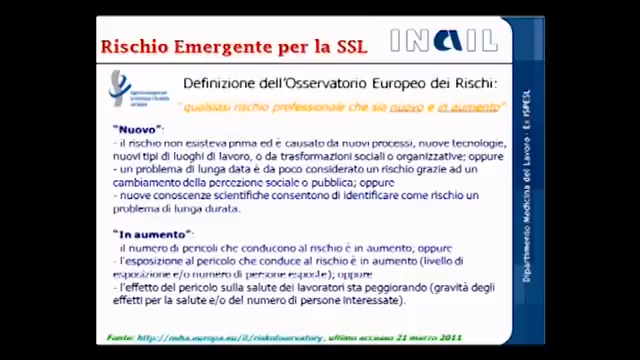 Rischio Emergente per la SSL
INAIL
Definizione dell'Osservatorio Europeo dei Rischi:
"qualsiasi rischio professionale che sia nuovo e in aumento"
"Nuovo":
- il rischio non esisteva prima ed è causato da nuovi processi, nuove tecnologie,
nuovi tipi di luoghi di lavoro, o da trasformazioni sociali o organizzative; oppure
- un problema di lunga data è da poco considerato un rischio grazie ad un
cambiamento della percezione sociale o pubblica; oppure
- nuove conoscenze scientifiche consentono di identificare come rischio un
problema di lunga durata.
"In aumento":
il numero di pericoli che conducono al rischio è in aumento; oppure
- l'esposizione al pericolo che conduce al rischio è in aumento (livello di
esposizione e/o numero di persone esposte); oppure
- l'effetto del pericolo sulla salute dei lavoratori sta peggiorando (gravità degli
effetti per la salute e/o del numero di persone interessate).
Fonte: http://osha.europa.eu/it/riskobservatory, ultimo accesso 21 marzo 2011
Dipartimento Medicina del Lavoro - Ex ISPESL